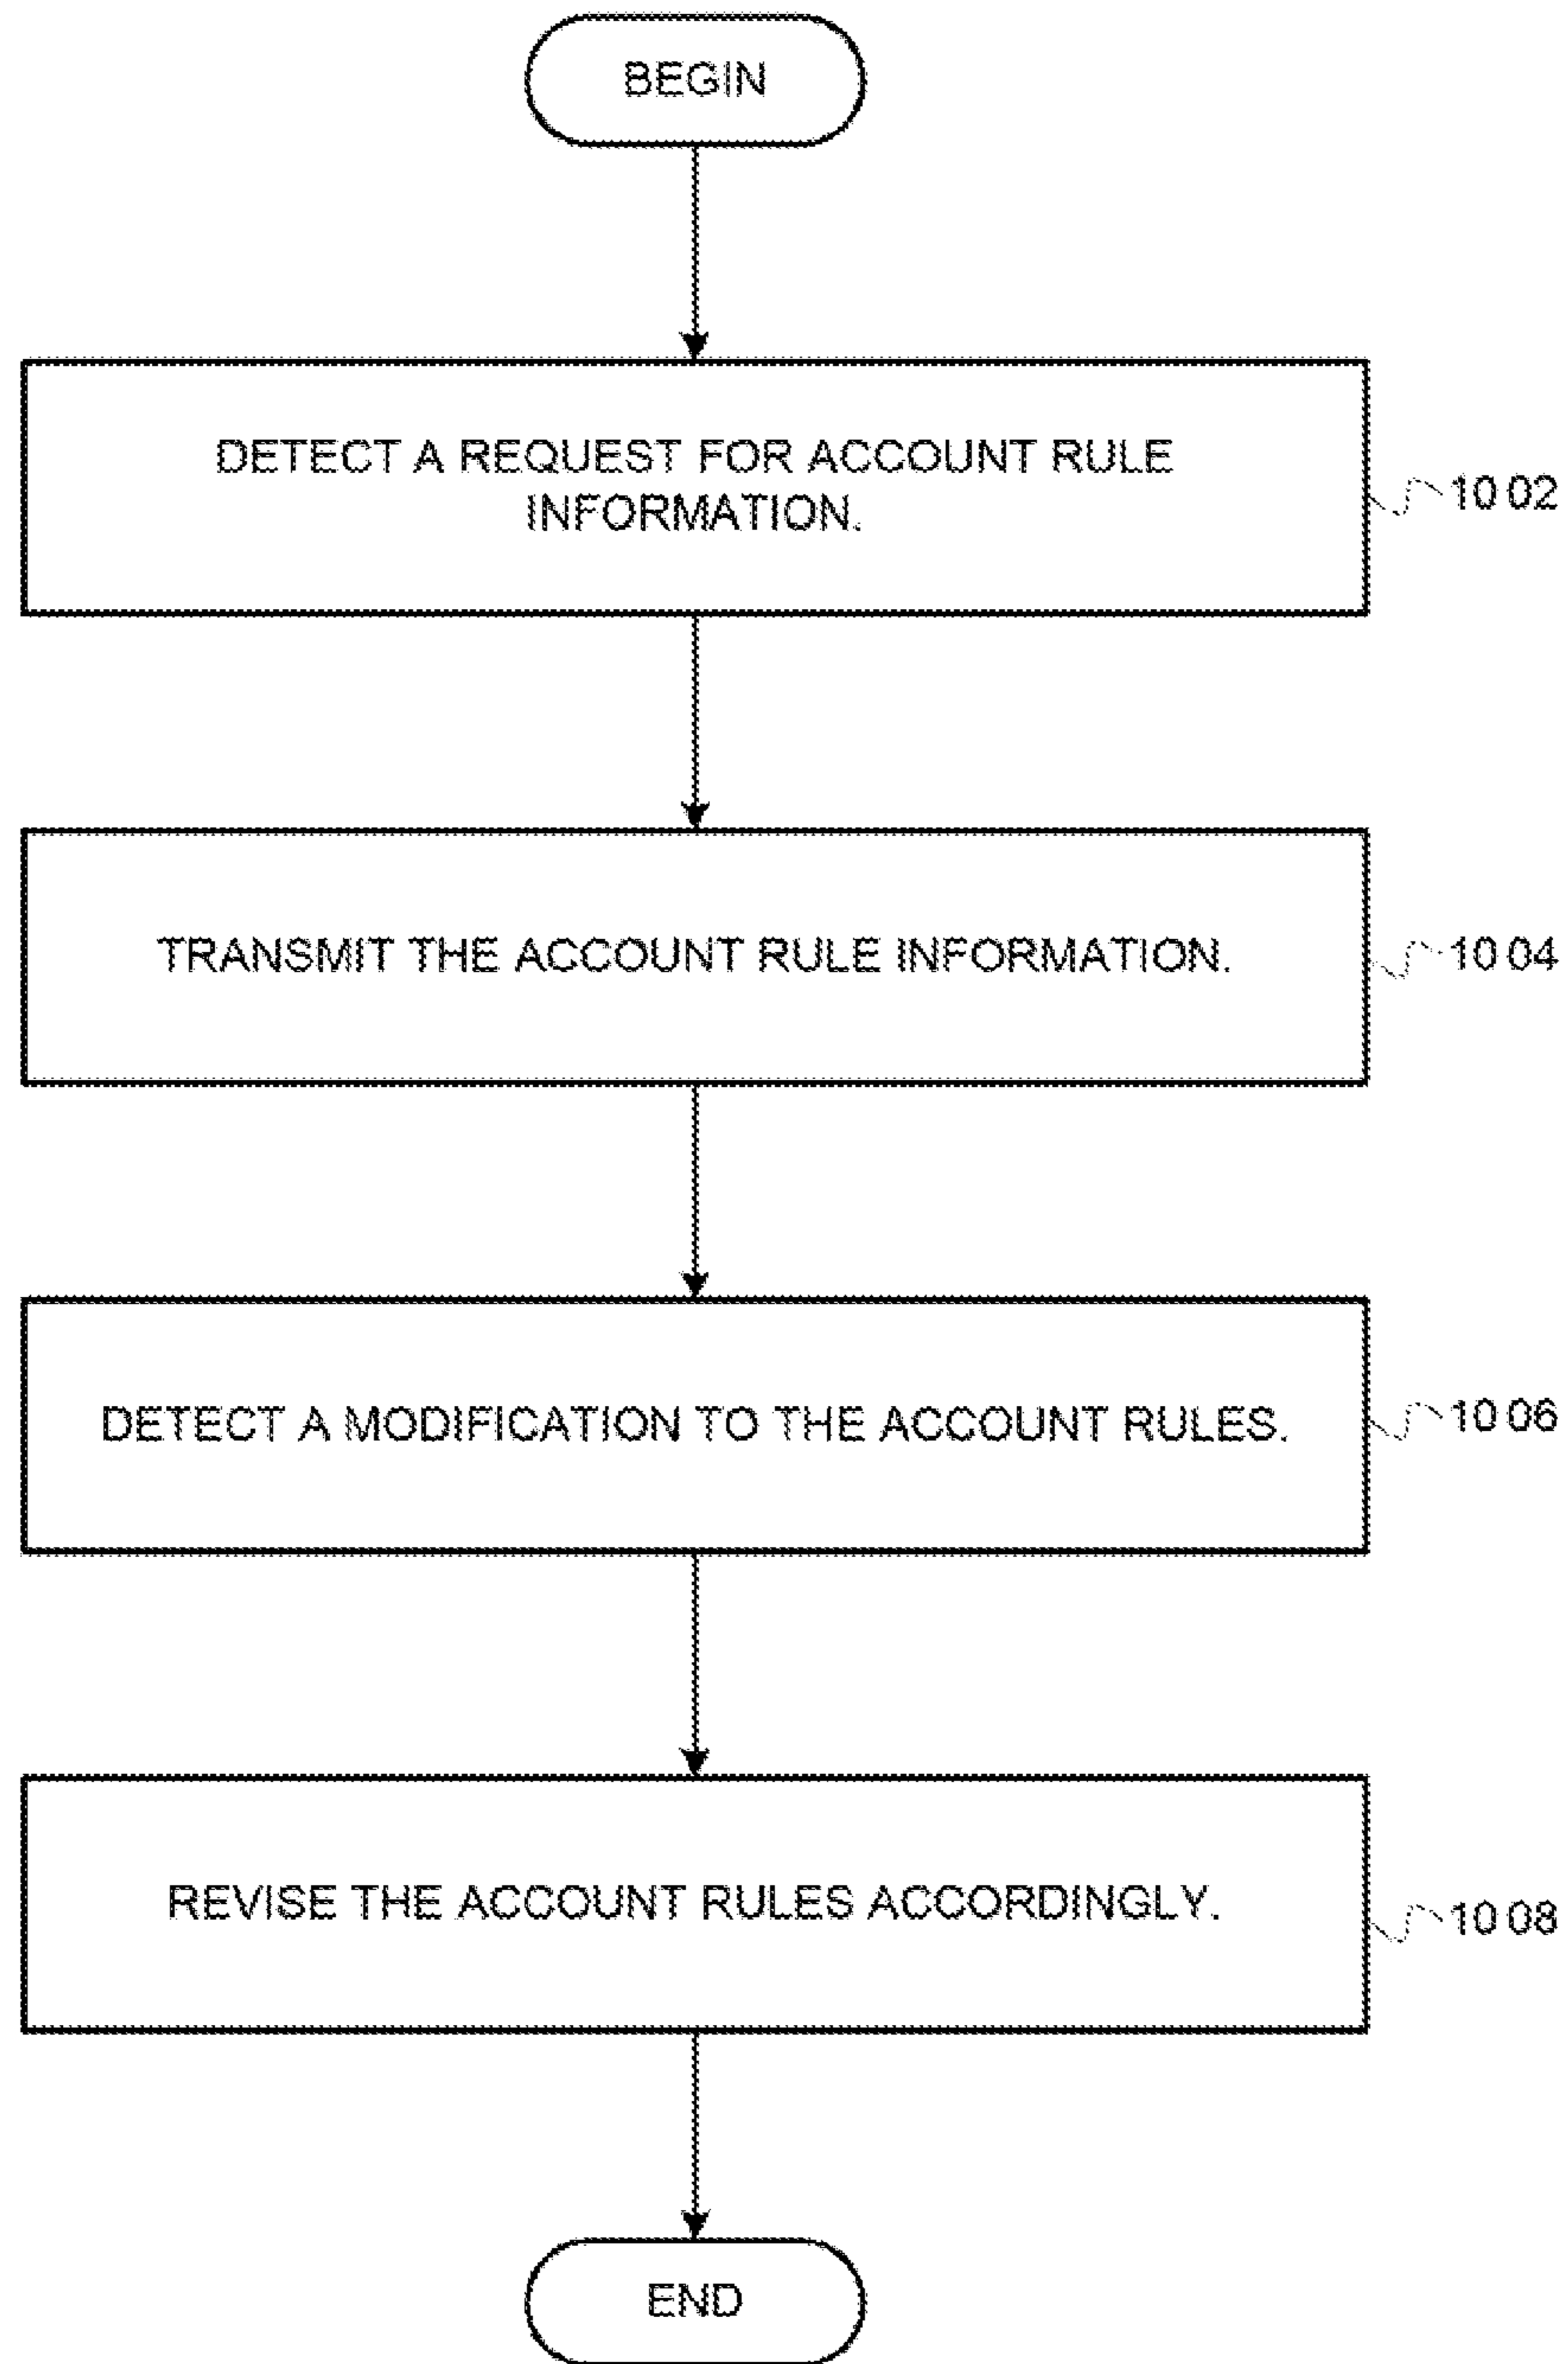 BEGIN
DETECT A REQUEST FOR ACCOUNT RULE
INFORMATION.
1002
TRANSMIT THE ACCOUNT RULE INFORMATION.
1004
DETECT A MODIFICATION TO THE ACCOUNT RULES.
1006
REVISE THE ACCOUNT RULES ACCORDINGLY.
1008
END